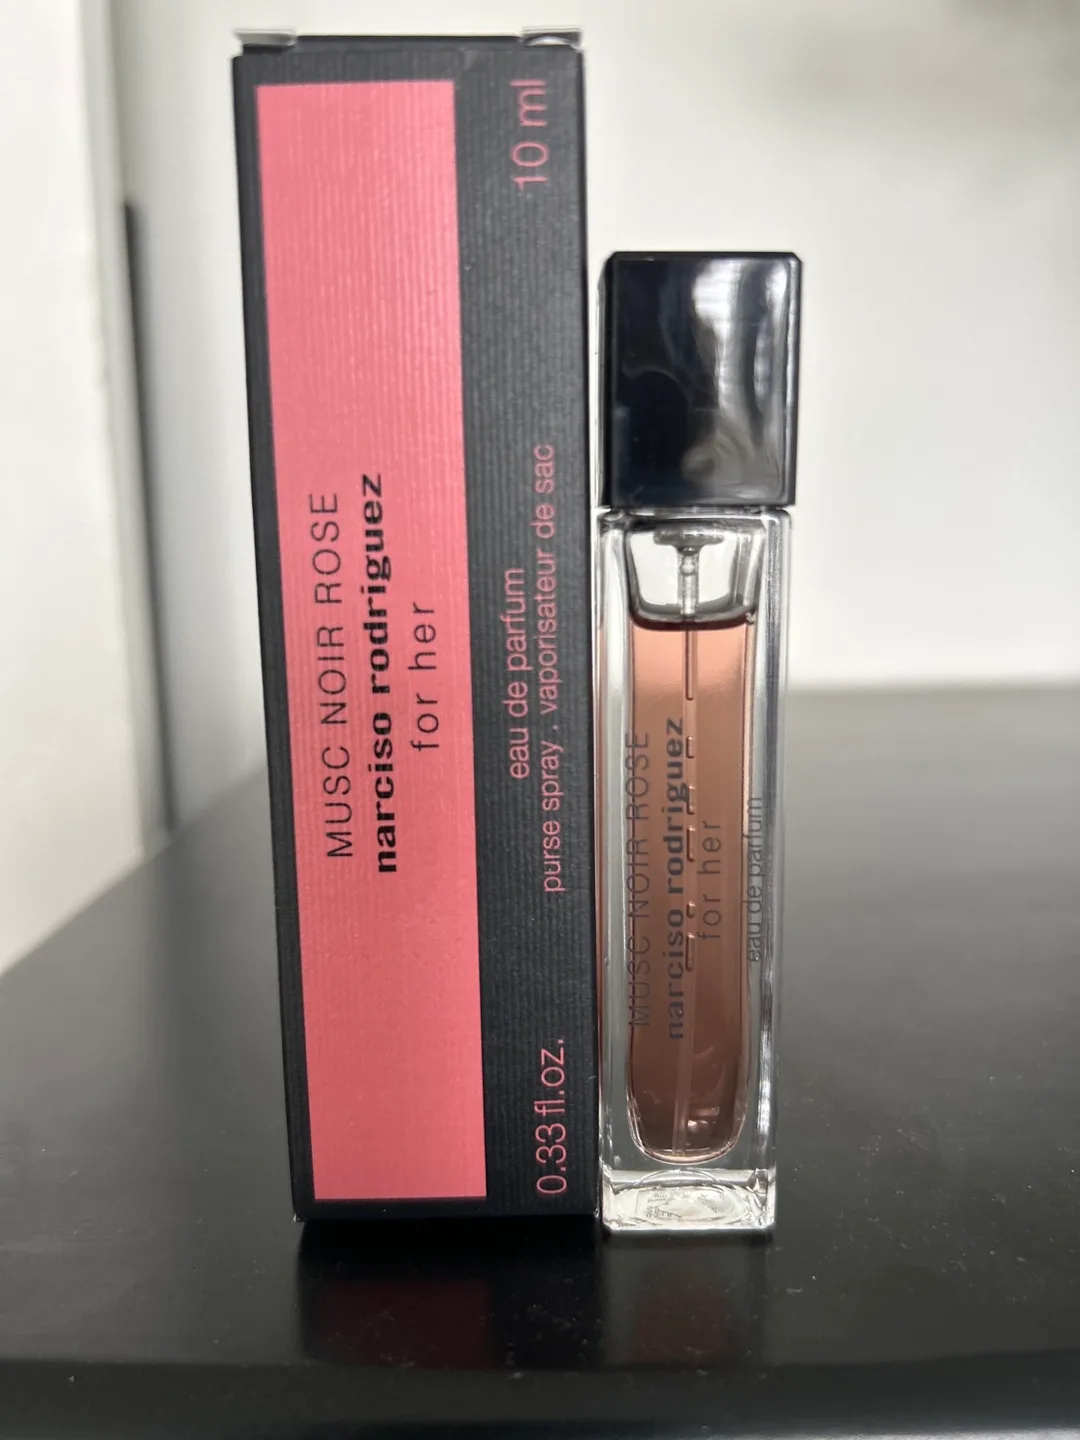 MUSC NOIR ROSE
narciso rodriguez
for her
eau de parfum
purse spray . vaporisateur de sac
0.33 fl.oz.
10 ml
MUSC NOIR ROSE
narciso rodriguez
for her
eau de parfum